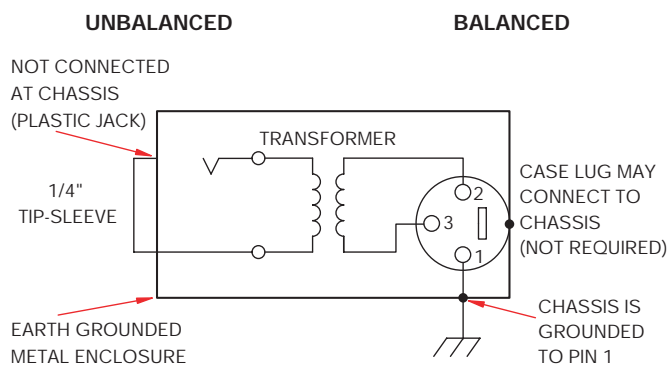 UNBALANCED
BALANCED
NOT CONNECTED
AT CHASSIS
(PLASTIC JACK)
TRANSFORMER
1/4"
TIP-SLEEVE
2
3
1
CASE LUG MAY
CONNECT TO
CHASSIS
(NOT REQUIRED)
EARTH GROUNDED
METAL ENCLOSURE
CHASSIS IS
GROUNDED
TO PIN 1